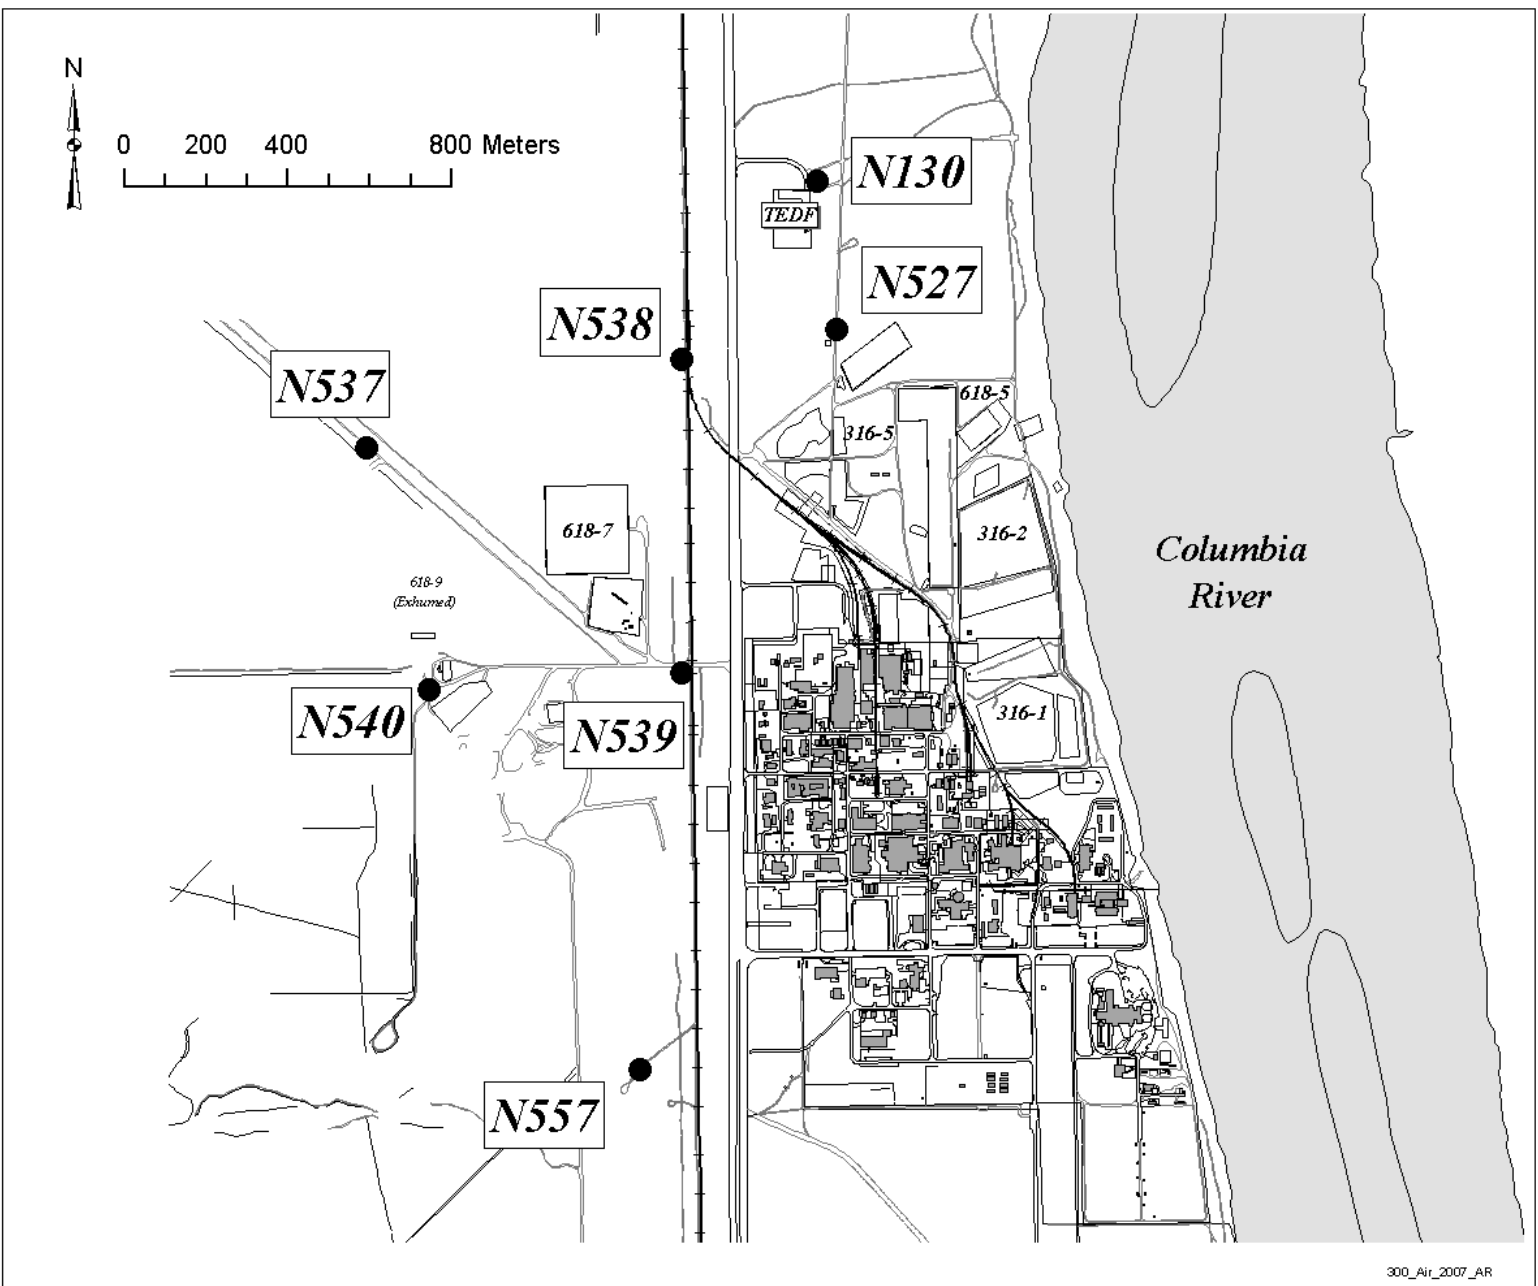 N
0 200 400 800 Meters
N130
TEDF
N527
N538
N537
618-5
316-5
618-7
316-2
Columbia
River
618-9
(Exhumed)
N540
N539
316-1
N557
300_Air_2007_AR